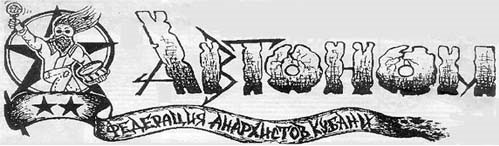 Автоном
ФЕДЕРАЦИЯ АНАРХИСТОВ КУБАНИ